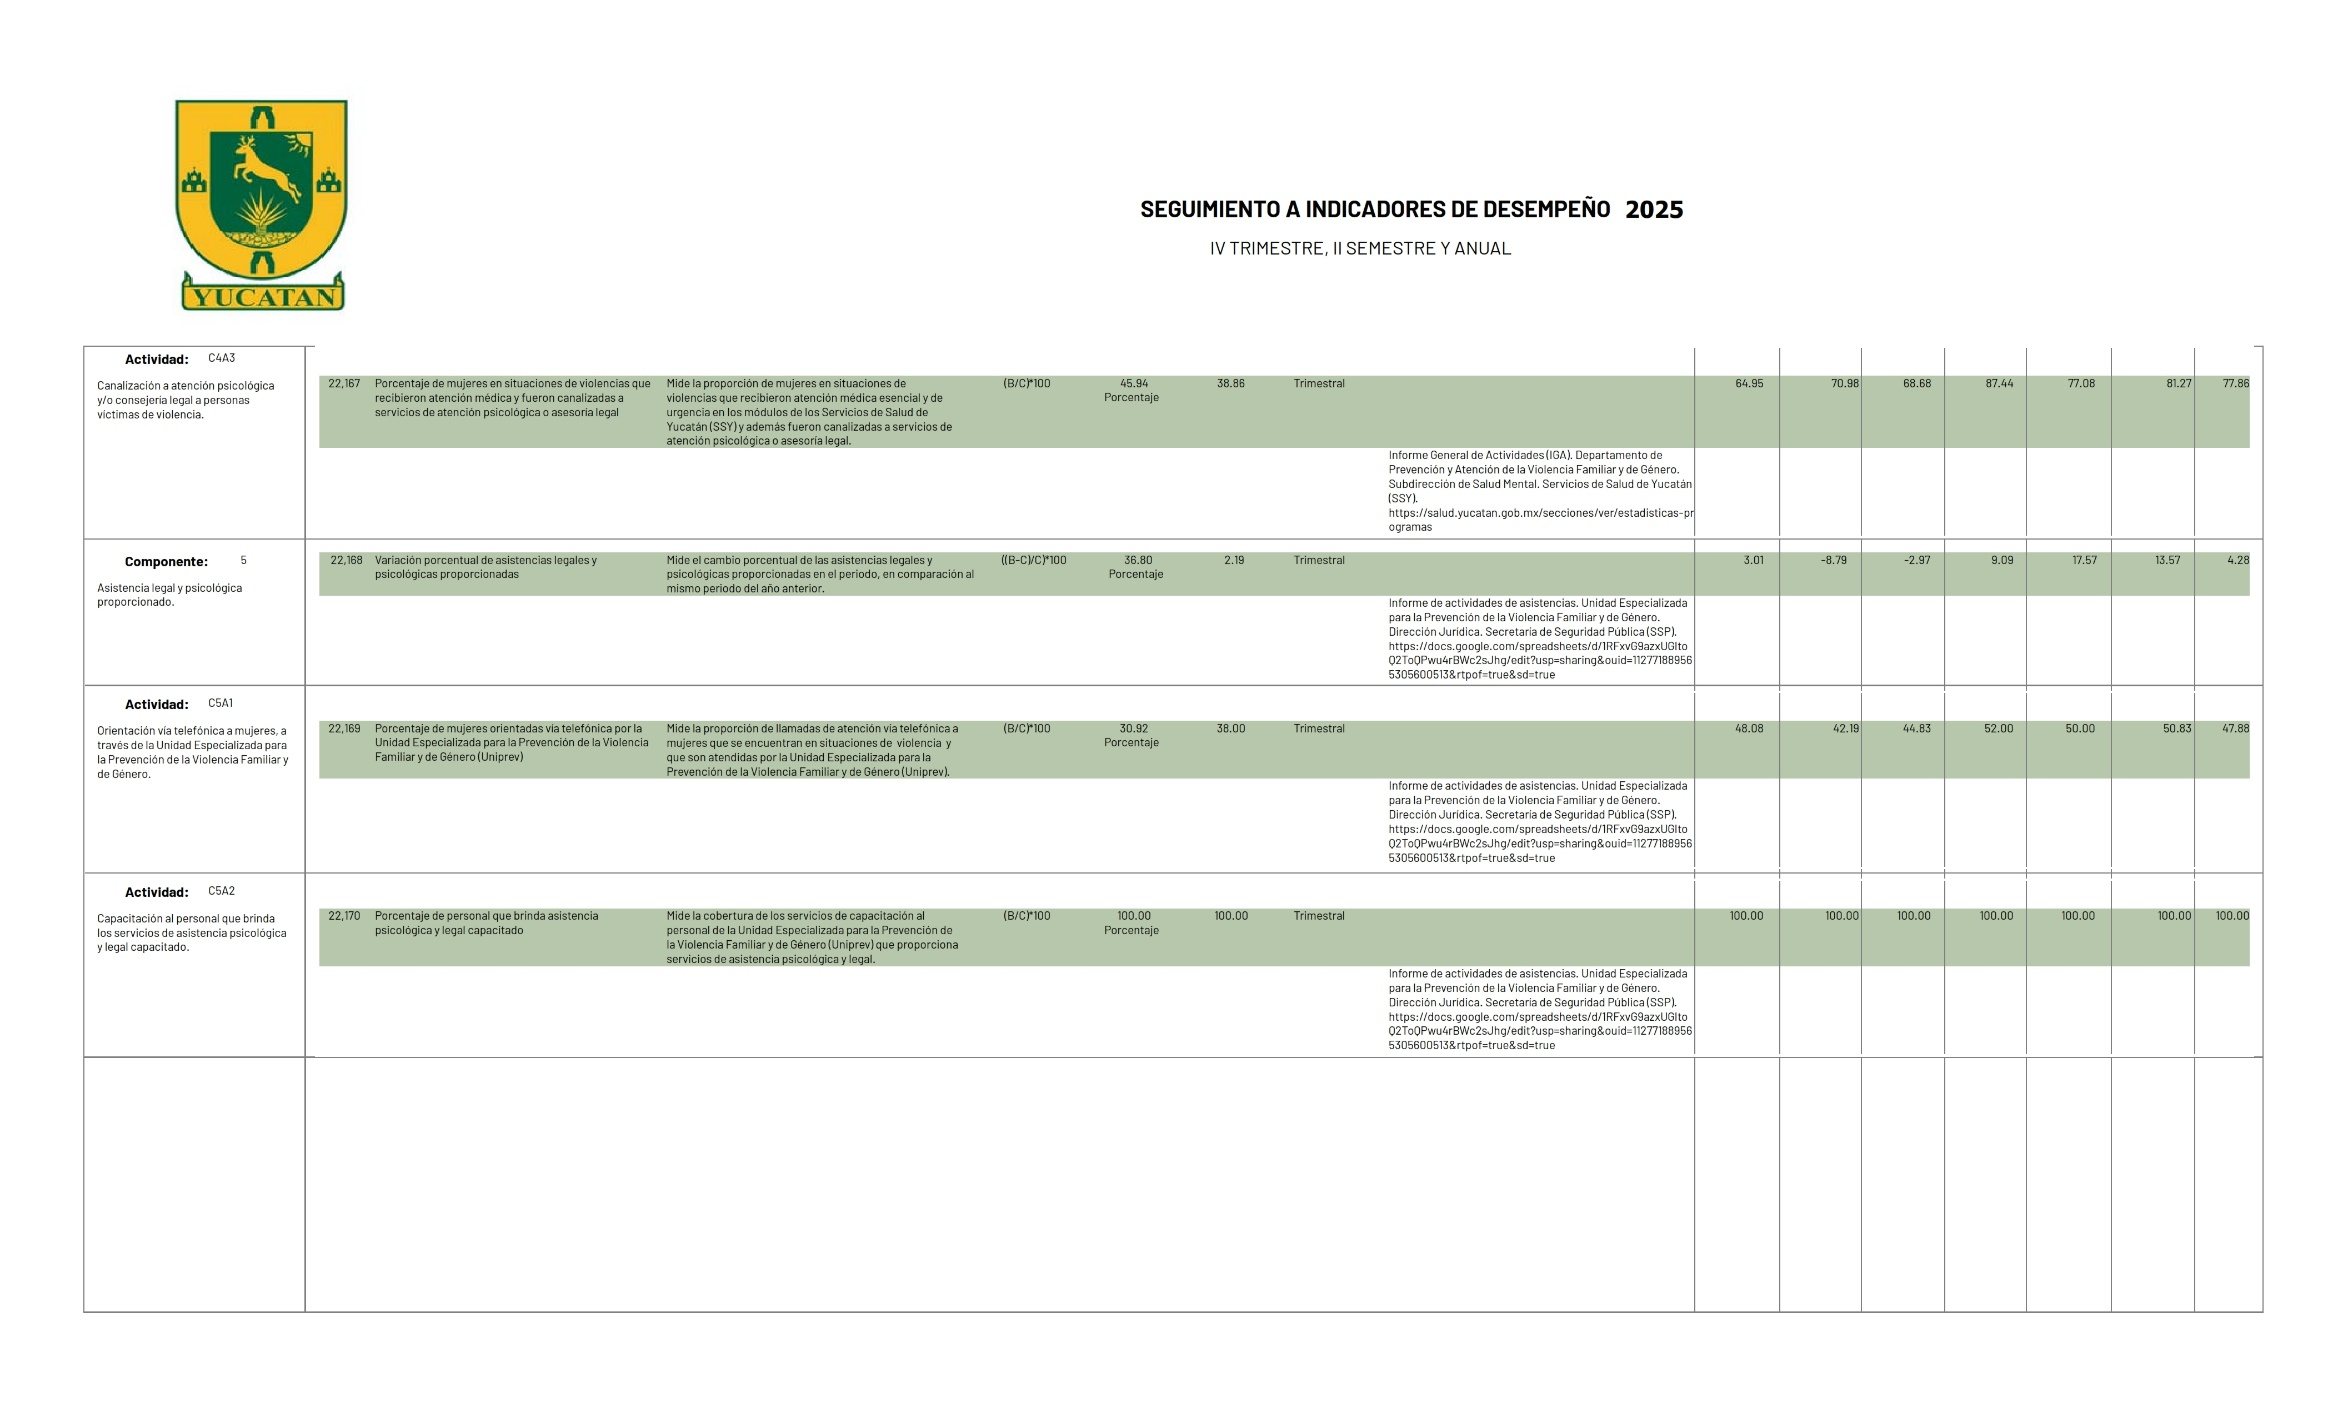 YUCATAN
SEGUIMIENTO A INDICADORES DE DESEMPEÑO 2025
IV TRIMESTRE, II SEMESTRE Y ANUAL
Actividad: C4A3
Canalización a atención psicológica
y/o consejería legal a personas
víctimas de violencia.
22,167
Porcentaje de mujeres en situaciones de violencias que
recibieron atención médica y fueron canalizadas a
servicios de atención psicológica o asesoría legal
Mide la proporción de mujeres en situaciones de
violencias que recibieron atención médica esencial y de
urgencia en los módulos de los Servicios de Salud de
Yucatán (SSY) y además fueron canalizadas a servicios de
atención psicológica o asesoría legal.
(B/C)*100
45.94
Porcentaje
38.86
Trimestral
64.95 70.98 68.68 87.44 77.08 81.27 77.86
Informe General de Actividades (IGA). Departamento de
Prevención y Atención de la Violencia Familiar y de Género.
Subdirección de Salud Mental. Servicios de Salud de Yucatán
(SSY).
https://salud.yucatan.gob.mx/secciones/ver/estadisticas-pr
ogramas
Componente: 5
Asistencia legal y psicológica
proporcionado.
22,168
Variación porcentual de asistencias legales y
psicológicas proporcionadas
Mide el cambio porcentual de las asistencias legales y
psicológicas proporcionadas en el periodo, en comparación al
mismo periodo del año anterior.
((B-C)/C)*100
36.80
Porcentaje
2.19
Trimestral
3.01 -8.79 -2.97 9.09 17.57 13.57 4.28
Informe de actividades de asistencias. Unidad Especializada
para la Prevención de la Violencia Familiar y de Género.
Dirección Jurídica. Secretaría de Seguridad Pública (SSP).
https://docs.google.com/spreadsheets/d/1RFxvG9azxUGlto
Q2ToQPwu4rBWc2sJhg/edit?usp=sharing&ouid=11277188956
5305600513&rtpof=true&sd=true
Actividad: C5A1
Orientación vía telefónica a mujeres, a
través de la Unidad Especializada para
la Prevención de la Violencia Familiar y
de Género.
22,169
Porcentaje de mujeres orientadas vía telefónica por la
Unidad Especializada para la Prevención de la Violencia
Familiar y de Género (Uniprev)
Mide la proporción de llamadas de atención vía telefónica a
mujeres que se encuentran en situaciones de violencia y
que son atendidas por la Unidad Especializada para la
Prevención de la Violencia Familiar y de Género (Uniprev).
(B/C)*100
30.92
Porcentaje
38.00
Trimestral
48.08 42.19 44.83 52.00 50.00 50.83 47.88
Informe de actividades de asistencias. Unidad Especializada
para la Prevención de la Violencia Familiar y de Género.
Dirección Jurídica. Secretaría de Seguridad Pública (SSP).
https://docs.google.com/spreadsheets/d/1RFxvG9azxUGlto
Q2ToQPwu4rBWc2sJhg/edit?usp=sharing&ouid=11277188956
5305600513&rtpof=true&sd=true
Actividad: C5A2
Capacitación al personal que brinda
los servicios de asistencia psicológica
y legal capacitado.
22,170
Porcentaje de personal que brinda asistencia
psicológica y legal capacitado
Mide la cobertura de los servicios de capacitación al
personal de la Unidad Especializada para la Prevención de
la Violencia Familiar y de Género (Uniprev) que proporciona
servicios de asistencia psicológica y legal.
(B/C)*100
100.00
Porcentaje
100.00
Trimestral
100.00 100.00 100.00 100.00 100.00 100.00 100.00
Informe de actividades de asistencias. Unidad Especializada
para la Prevención de la Violencia Familiar y de Género.
Dirección Jurídica. Secretaría de Seguridad Pública (SSP).
https://docs.google.com/spreadsheets/d/1RFxvG9azxUGlto
Q2ToQPwu4rBWc2sJhg/edit?usp=sharing&ouid=11277188956
5305600513&rtpof=true&sd=true